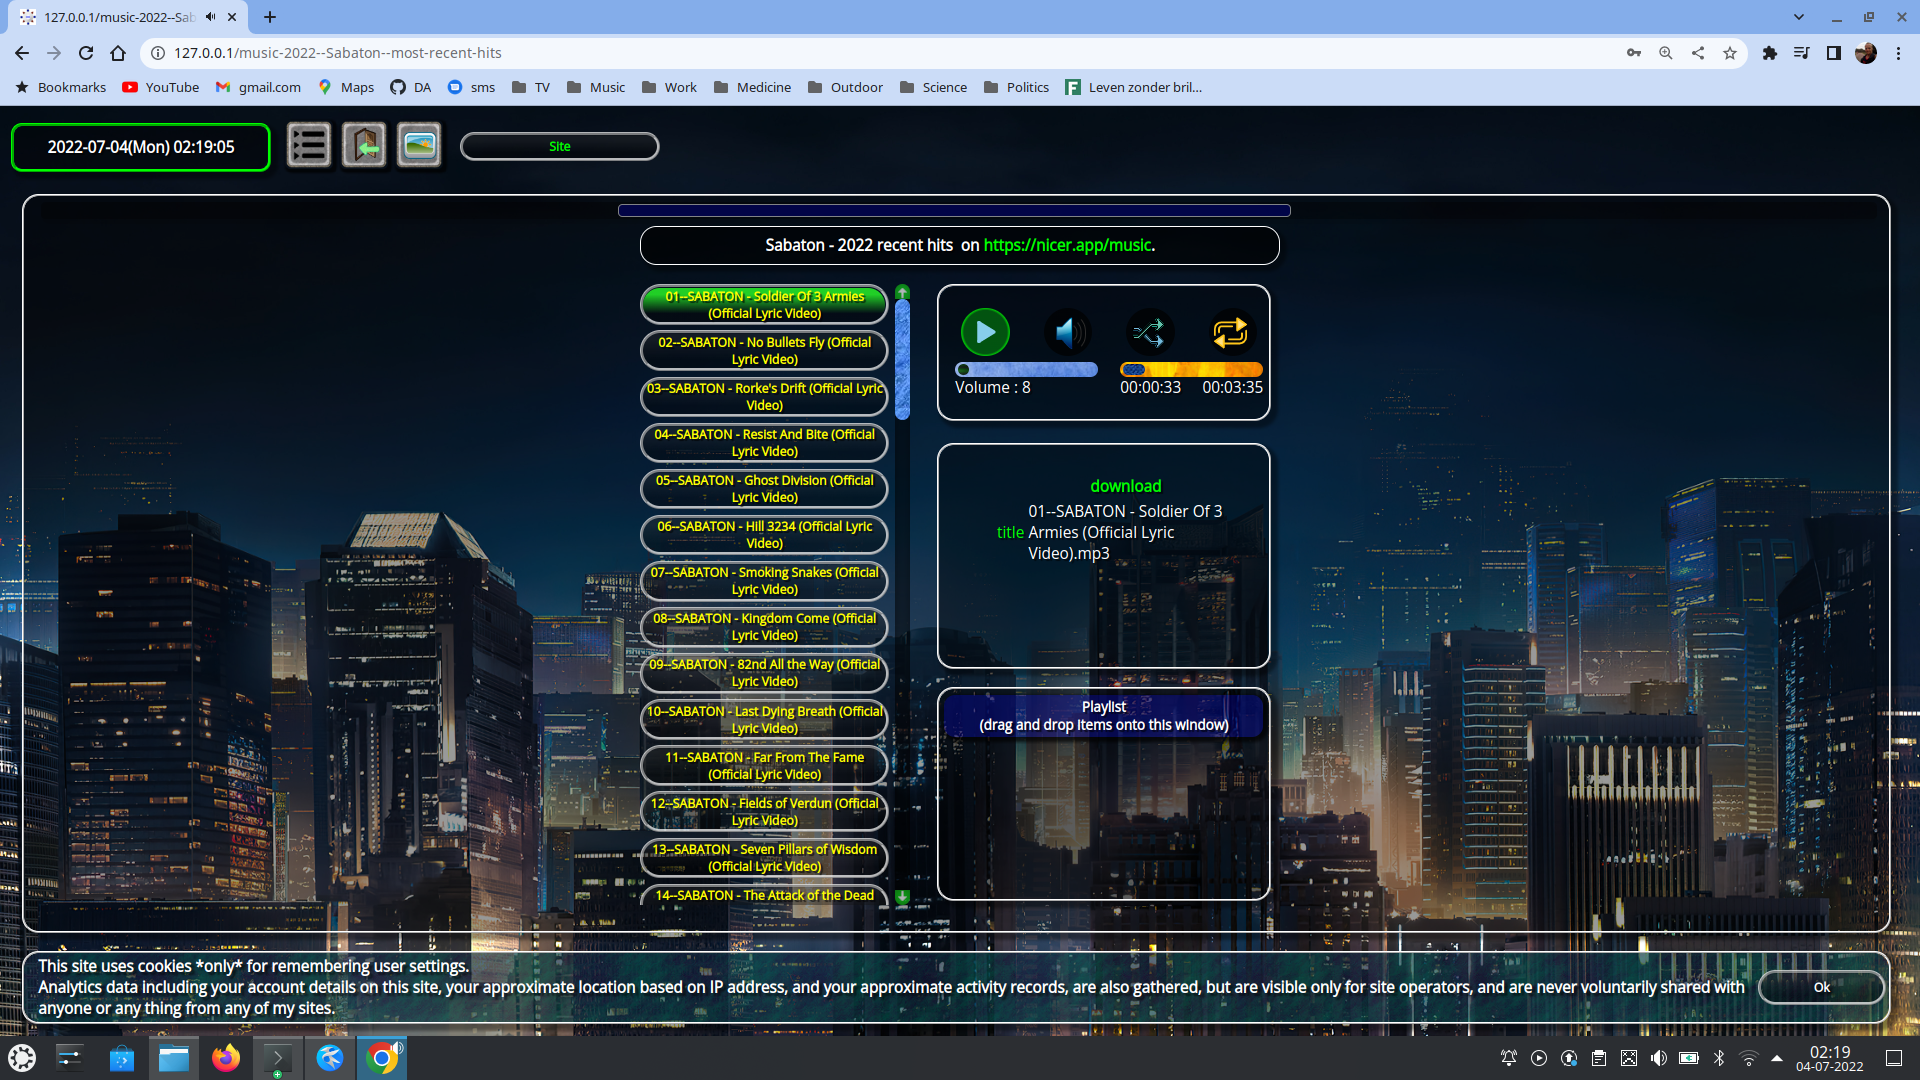 127.0.0.1/music-2022--Sab
127.0.0.1/music-2022--Sabaton--most-recent-hits
Bookmarks YouTube gmail.com Maps DA sms TV Music Work Medicine Outdoor Science Politics Leven zonder bril...
2022-07-04(Mon) 02:19:05
Site
Sabaton - 2022 recent hits on https://nicer.app/music.
01--SABATON - Soldier Of 3 Armies
(Official Lyric Video)
02--SABATON - No Bullets Fly (Official
Lyric Video)
03--SABATON - Rorke's Drift (Official Lyric
Video)
04--SABATON - Resist And Bite (Official
Lyric Video)
05--SABATON - Ghost Division (Official
Lyric Video)
06--SABATON - Hill 3234 (Official Lyric
Video)
07--SABATON - Smoking Snakes (Official
Lyric Video)
08--SABATON - Kingdom Come (Official
Lyric Video)
09--SABATON - 82nd All the Way (Official
Lyric Video)
10--SABATON - Last Dying Breath (Official
Lyric Video)
11--SABATON - Far From The Fame
(Official Lyric Video)
12--SABATON - Fields of Verdun (Official
Lyric Video)
13--SABATON - Seven Pillars of Wisdom
(Official Lyric Video)
14--SABATON - The Attack of the Dead
Volume : 8
00:00:33 00:03:35
download
01--SABATON - Soldier Of 3
title Armies (Official Lyric
Video).mp3
Playlist
(drag and drop items onto this window)
This site uses cookies *only* for remembering user settings.
Analytics data including your account details on this site, your approximate location based on IP address, and your approximate activity records, are also gathered, but are visible only for site operators, and are never voluntarily shared with
anyone or any thing from any of my sites.
Ok
02:19
04-07-2022